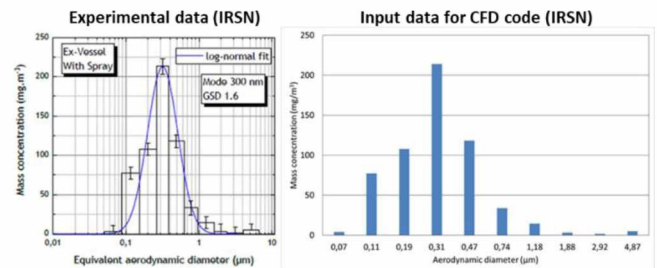 Experimental data (IRSN)
Input data for CFD code (IRSN)
Ex-Vessel
With Spray
log-normal fit
Mode 300 nm
GSD 1.6
Mass concentration (mg.m⁻³)
250
200
150
100
50
0
0,01
0,1
1
10
Equivalent aerodynamic diameter (µm)
Mass conecntration (mg/m³)
250
200
150
100
50
0
0,07
0,11
0,19
0,31
0,47
0,74
1,18
1,88
2,92
4,87
Aerodynamic diameter (µm)